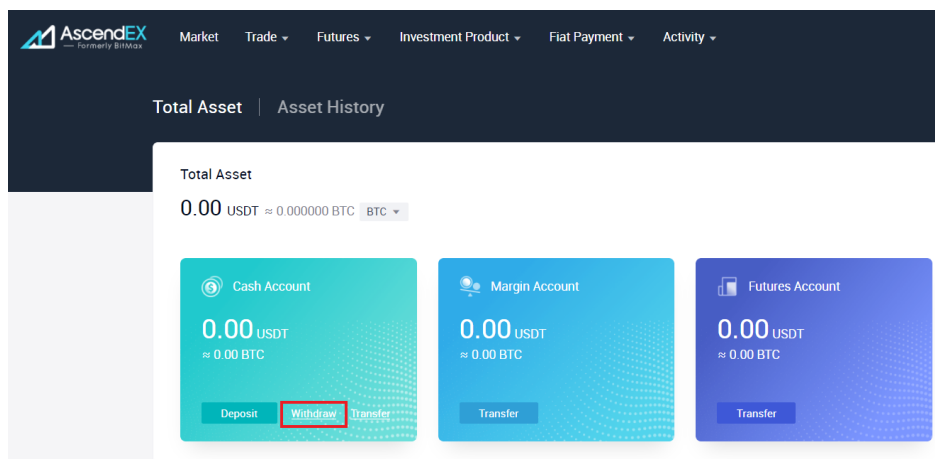 AscendEX
— Formerly BitMax
Market Trade Futures Investment Product Fiat Payment Activity
Total Asset | Asset History
Total Asset
0.00 USDT ≈ 0.000000 BTC BTC
Cash Account
0.00 USDT
≈ 0.00 BTC
Deposit Withdraw Transfer
Margin Account
0.00 USDT
≈ 0.00 BTC
Transfer
Futures Account
0.00 USDT
≈ 0.00 BTC
Transfer